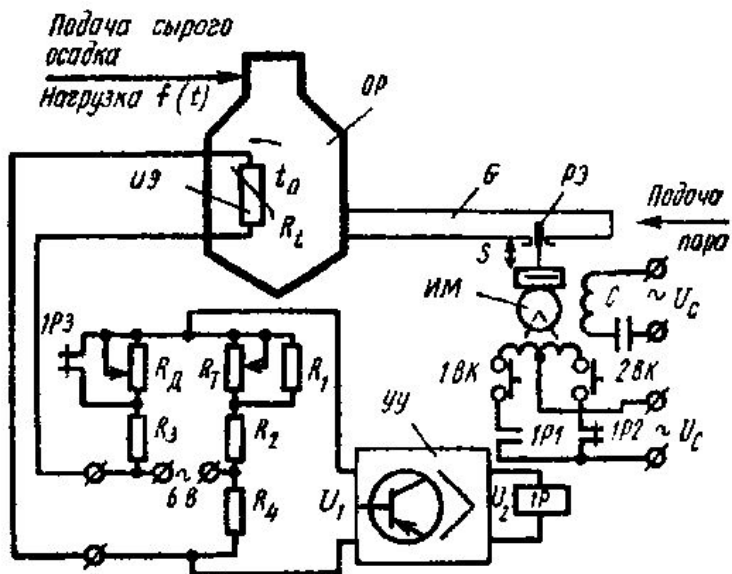 Подача сырого
осадка
Нагрузка f(t)
ОР
ИЭ
t₀
Rt
G
РЭ
Подача
пара
S
ИМ
C
~ Uc
1ВК
2ВК
1Р1
1Р2
~ Uc
1Р3
RД
RТ
R1
R3
R2
~
6В
R4
УУ
U1
U2
1Р